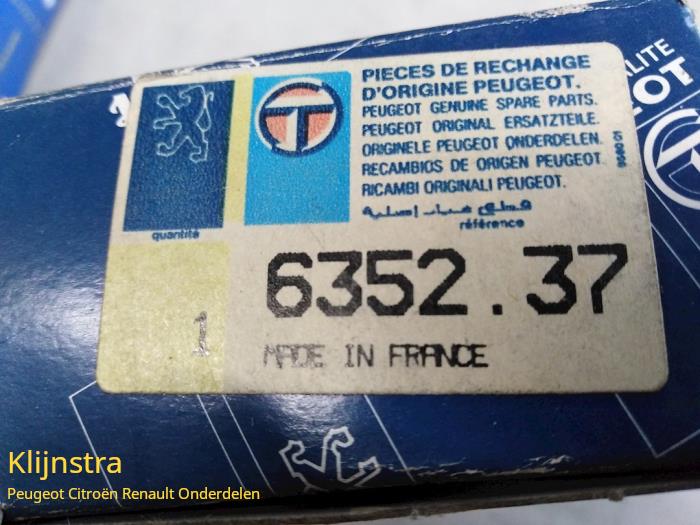 PIECES DE RECHANGE
D'ORIGINE PEUGEOT.
PEUGEOT GENUINE SPARE PARTS.
PEUGEOT ORIGINAL ERSATZTEILE.
ORIGINELE PEUGEOT ONDERDELEN.
RECAMBIOS DE ORIGEN PEUGEOT.
RICAMBI ORIGINALI PEUGEOT.
référence
quantité
6352.37
1
MADE IN FRANCE
Klijnstra
Peugeot Citroën Renault Onderdelen